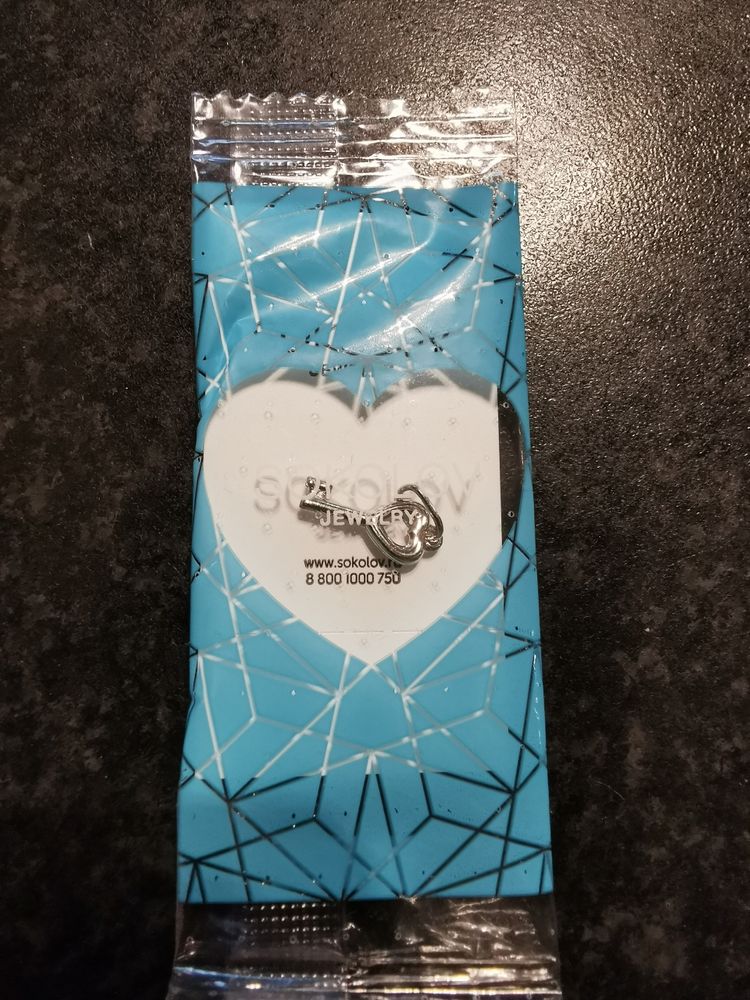 SOKOLOV
JEWELRY
www.sokolov.ru
8 800 1000 750